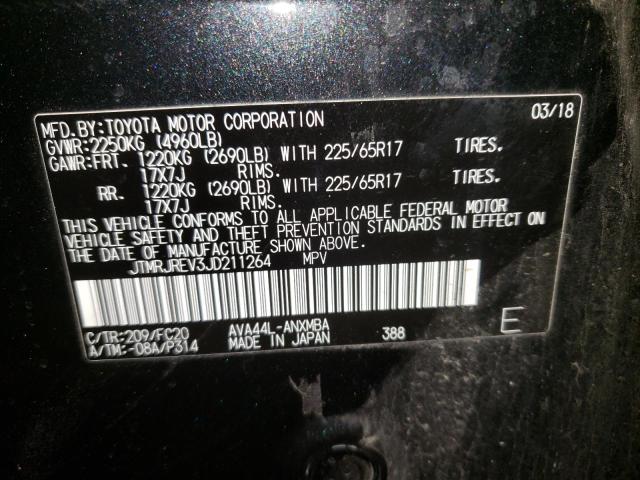 MFD.BY:TOYOTA MOTOR CORPORATION 03/18
GVWR:2250KG (4960LB)
GAWR:FRT. 1220KG (2690LB) WITH 225/65R17 TIRES.
17X7J RIMS.
RR. 1220KG (2690LB) WITH 225/65R17 TIRES.
17X7J RIMS.
THIS VEHICLE CONFORMS TO ALL APPLICABLE FEDERAL MOTOR
VEHICLE SAFETY AND THEFT PREVENTION STANDARDS IN EFFECT ON
THE DATE OF MANUFACTURE SHOWN ABOVE.
JTMRJREV3JD211264 MPV
C/TR:209/FC20 AVA44L-ANXMBA 388 E
A/TM:-08A/P314 MADE IN JAPAN